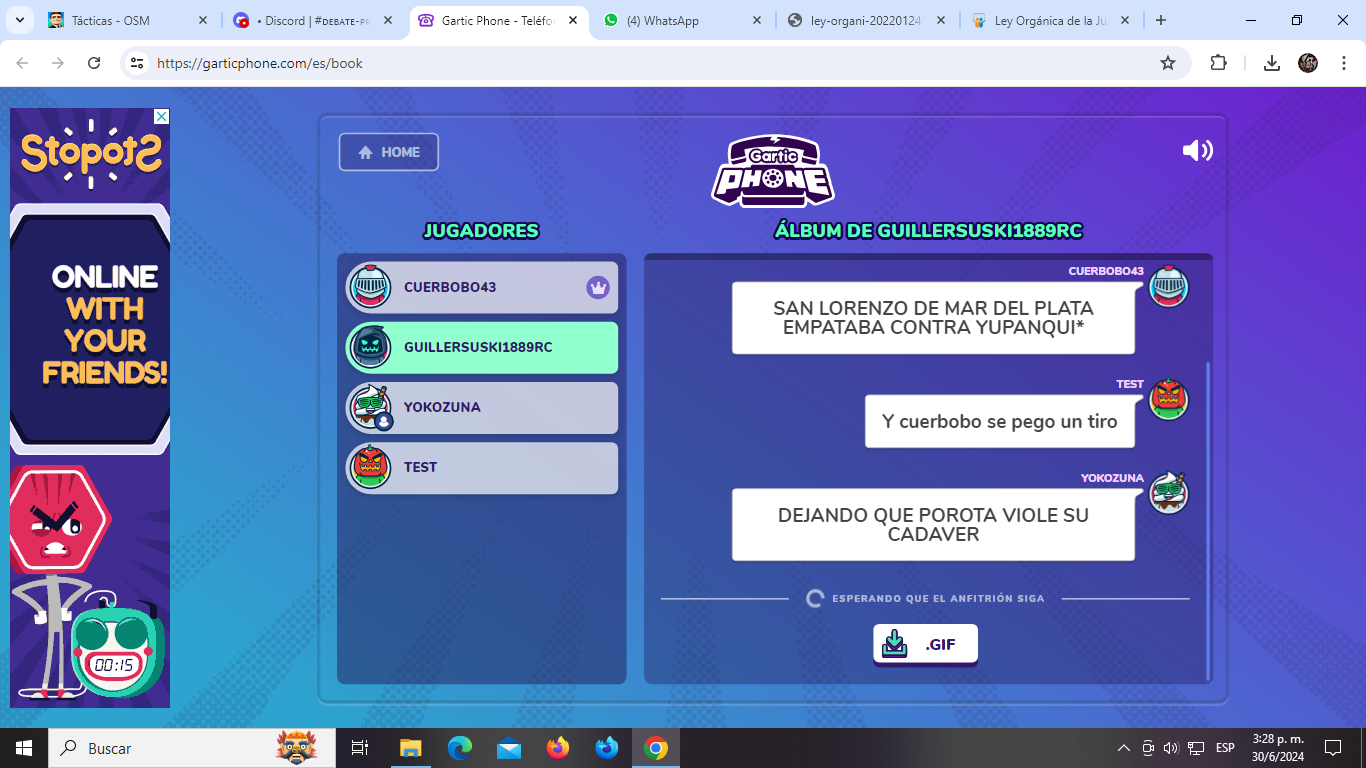 Tácticas - OSM
• Discord | #DEBATE-PR
Gartic Phone - Teléfor
(4) WhatsApp
ley-organi-20220124
Ley Orgánica de la Ju
https://garticphone.com/es/book
StopotS
ONLINE
WITH
YOUR
FRIENDS!
00:15
HOME
Gartic
PHONE
JUGADORES
CUERBOBO43
GUILLERSUSKI1889RC
YOKOZUNA
TEST
ÁLBUM DE GUILLERSUSKI1889RC
CUERBOBO43
SAN LORENZO DE MAR DEL PLATA
EMPATABA CONTRA YUPANQUI*
TEST
Y cuerbobo se pego un tiro
YOKOZUNA
DEJANDO QUE POROTA VIOLE SU
CADAVER
ESPERANDO QUE EL ANFITRIÓN SIGA
.GIF
Buscar
ESP
3:28 p. m.
30/6/2024